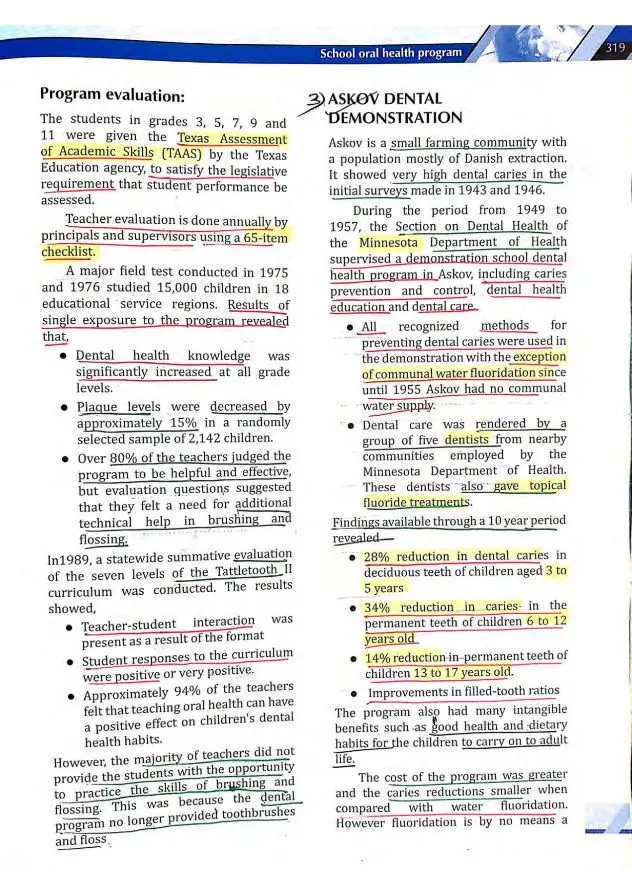 School oral health program
319
Program evaluation:
The students in grades 3, 5, 7, 9 and
11 were given the Texas Assessment
of Academic Skills (TAAS) by the Texas
Education agency, to satisfy the legislative
requirement that student performance be
assessed.
Teacher evaluation is done annually by
principals and supervisors using a 65-item
checklist.
A major field test conducted in 1975
and 1976 studied 15,000 children in 18
educational service regions. Results of
single exposure to the program revealed
that,
• Dental health knowledge was
significantly increased at all grade
levels.
• Plaque levels were decreased by
approximately 15% in a randomly
selected sample of 2,142 children.
• Over 80% of the teachers judged the
program to be helpful and effective,
but evaluation questions suggested
that they felt a need for additional
technical help in brushing and
flossing.
In1989, a statewide summative evaluation
of the seven levels of the Tattletooth II
curriculum was conducted. The results
showed,
• Teacher-student interaction was
present as a result of the format
• Student responses to the curriculum
were positive or very positive.
• Approximately 94% of the teachers
felt that teaching oral health can have
a positive effect on children's dental
health habits.
However, the majority of teachers did not
provide the students with the opportunity
to practice the skills of brushing and
flossing. This was because the dental
program no longer provided toothbrushes
and floss.
3) ASKOV DENTAL
DEMONSTRATION
Askov is a small farming community with
a population mostly of Danish extraction.
It showed very high dental caries in the
initial surveys made in 1943 and 1946.
During the period from 1949 to
1957, the Section on Dental Health of
the Minnesota Department of Health
supervised a demonstration school dental
health program in Askov, including caries
prevention and control, dental health
education and dental care.
• All recognized methods for
preventing dental caries were used in
the demonstration with the exception
of communal water fluoridation since
until 1955 Askov had no communal
water supply.
• Dental care was rendered by a
group of five dentists from nearby
communities employed by the
Minnesota Department of Health.
These dentists also gave topical
fluoride treatments.
Findings available through a 10 year period
revealed
• 28% reduction in dental caries in
deciduous teeth of children aged 3 to
5 years
• 34% reduction in caries in the
permanent teeth of children 6 to 12
years old
• 14% reduction in permanent teeth of
children 13 to 17 years old.
• Improvements in filled-tooth ratios
The program also had many intangible
benefits such as good health and dietary
habits for the children to carry on to adult
life.
The cost of the program was greater
and the caries reductions smaller when
compared with water fluoridation.
However fluoridation is by no means a